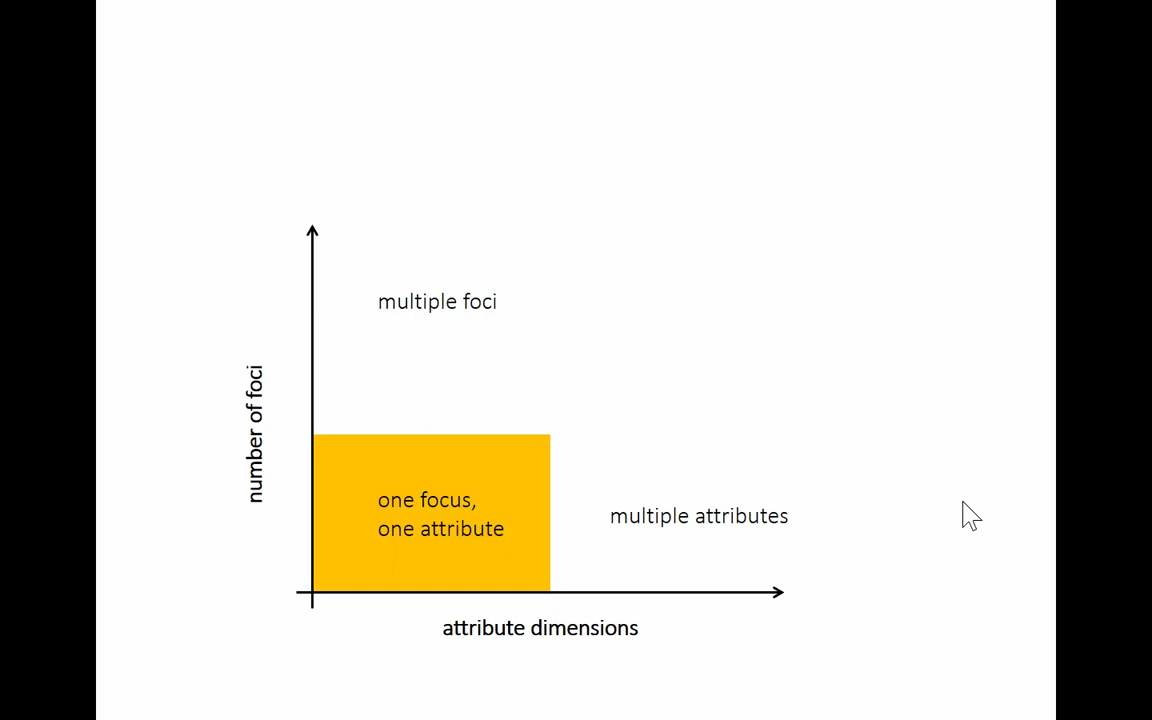 multiple foci
number of foci
one focus,
one attribute
multiple attributes
attribute dimensions